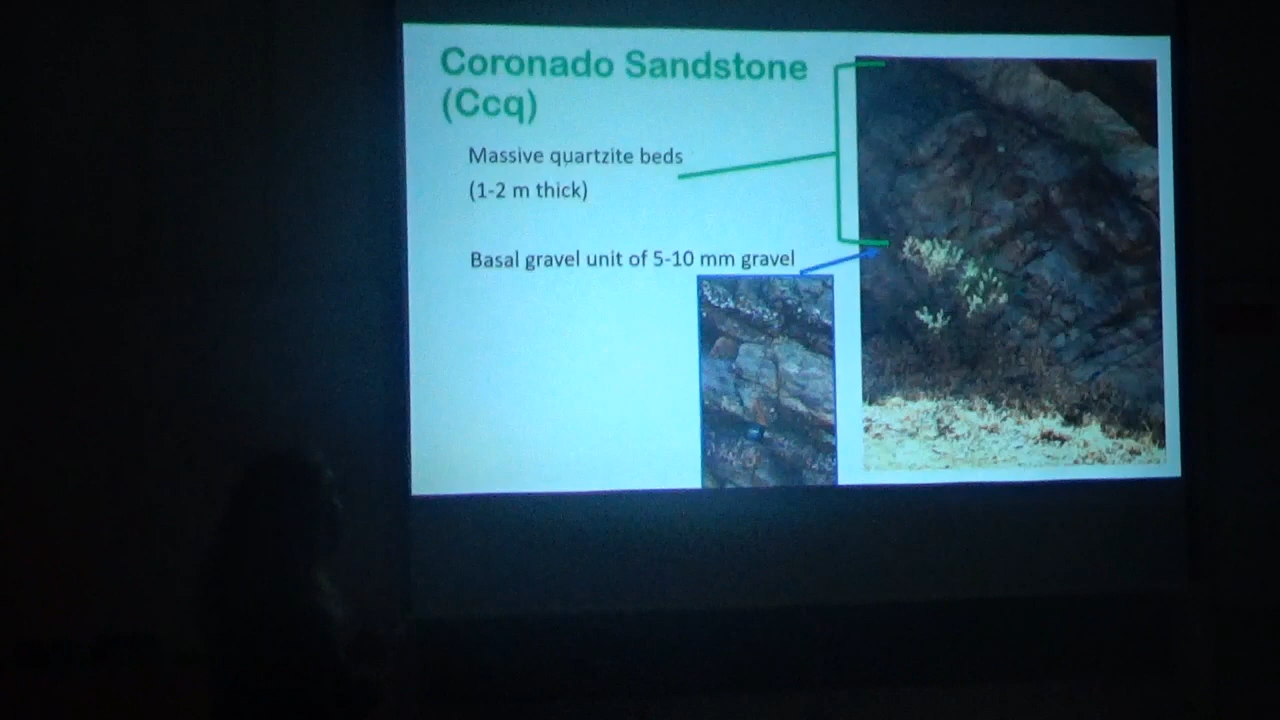 Coronado Sandstone
(Ccq)
Massive quartzite beds
(1-2 m thick)
Basal gravel unit of 5-10 mm gravel